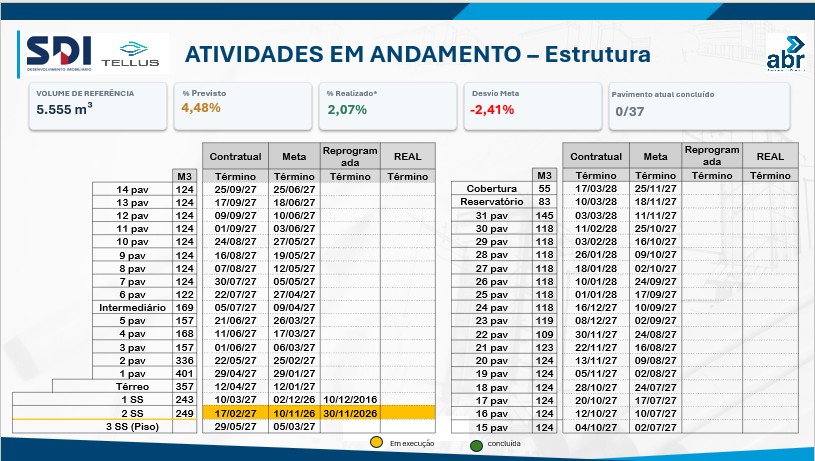 SDI
DESENVOLVIMENTO IMOBILIÁRIO
TELLUS
ATIVIDADES EM ANDAMENTO – Estrutura
abr
VOLUME DE REFERÊNCIA
5.555 m³
% Previsto
4,48%
% Realizado*
2,07%
Desvio Meta
-2,41%
Pavimento atual concluído
0/37
Contratual Meta Reprogramada REAL
M3 Término Término Término Término
14 pav 124 25/09/27 25/06/27
13 pav 124 17/09/27 18/06/27
12 pav 124 09/09/27 10/06/27
11 pav 124 01/09/27 03/06/27
10 pav 124 24/08/27 27/05/27
9 pav 124 16/08/27 19/05/27
8 pav 124 07/08/27 12/05/27
7 pav 124 30/07/27 05/05/27
6 pav 122 22/07/27 27/04/27
Intermediário 169 05/07/27 09/04/27
5 pav 157 21/06/27 26/03/27
4 pav 168 11/06/27 17/03/27
3 pav 157 01/06/27 06/03/27
2 pav 336 22/05/27 25/02/27
1 pav 401 29/04/27 29/01/27
Térreo 357 12/04/27 12/01/27
1 SS 243 10/03/27 02/12/26 10/12/2016
2 SS 249 17/02/27 10/11/26 30/11/2026
3 SS (Piso) 29/05/27 05/03/27
Contratual Meta Reprogramada REAL
M3 Término Término Término Término
Cobertura 55 17/03/28 25/11/27
Reservatório 83 10/03/28 18/11/27
31 pav 145 03/03/28 11/11/27
30 pav 118 11/02/28 25/10/27
29 pav 118 03/02/28 16/10/27
28 pav 118 26/01/28 09/10/27
27 pav 118 18/01/28 02/10/27
26 pav 118 10/01/28 24/09/27
25 pav 118 01/01/28 17/09/27
24 pav 118 16/12/27 10/09/27
23 pav 119 08/12/27 02/09/27
22 pav 109 30/11/27 24/08/27
21 pav 123 22/11/27 16/08/27
20 pav 124 13/11/27 09/08/27
19 pav 124 05/11/27 02/08/27
18 pav 124 28/10/27 24/07/27
17 pav 124 20/10/27 17/07/27
16 pav 124 12/10/27 10/07/27
15 pav 124 04/10/27 02/07/27
Em execução
concluída